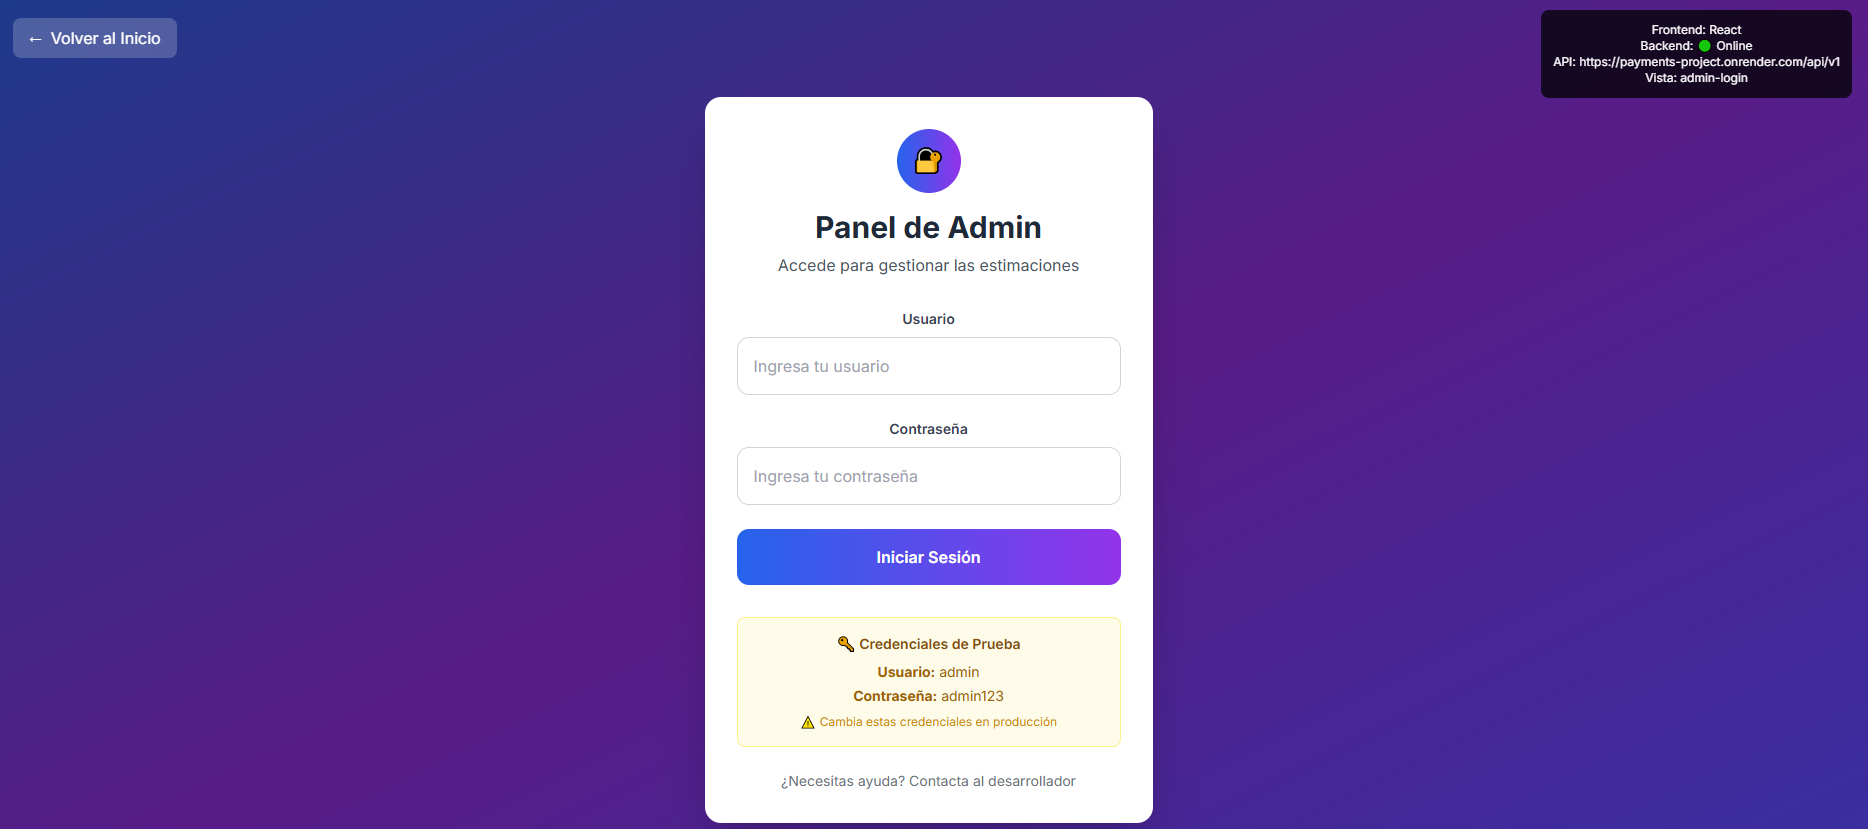 ← Volver al Inicio
Frontend: React
Backend: 🟢 Online
API: https://payments-project.onrender.com/api/v1
Vista: admin-login
Panel de Admin
Accede para gestionar las estimaciones
Usuario
Ingresa tu usuario
Contraseña
Ingresa tu contraseña
Iniciar Sesión
🔑 Credenciales de Prueba
Usuario: admin
Contraseña: admin123
⚠️ Cambia estas credenciales en producción
¿Necesitas ayuda? Contacta al desarrollador